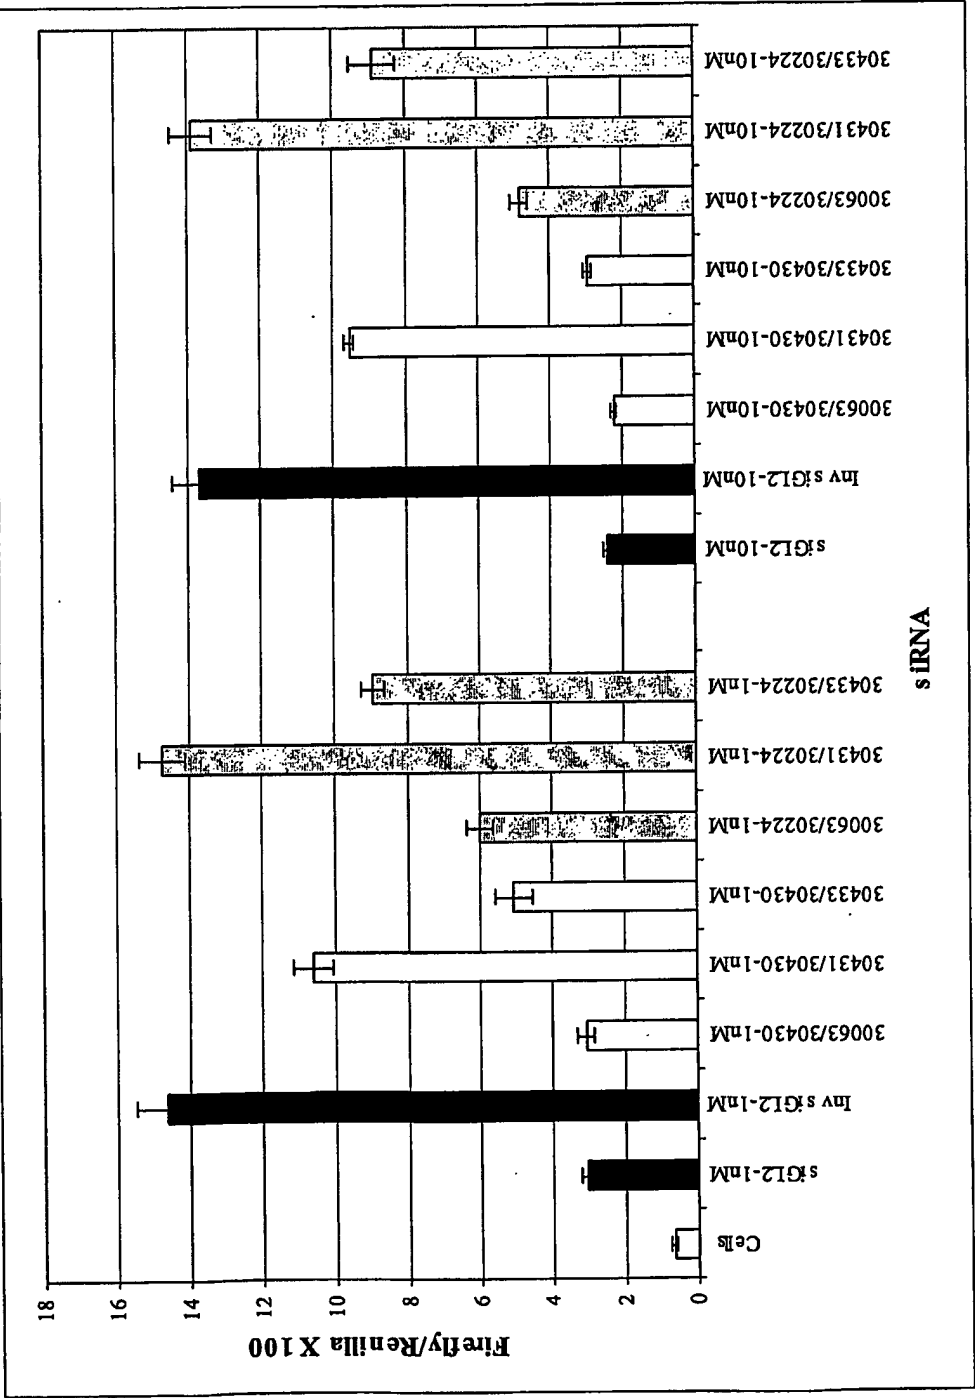 Firefly/Renilla X 100
18
16
14
12
10
8
6
4
2
0
Cells
siGL2-1nM
Inv siGL2-1nM
30063/30430-1nM
30431/30430-1nM
30433/30430-1nM
30063/30224-1nM
30431/30224-1nM
30433/30224-1nM
siGL2-10nM
Inv siGL2-10nM
30063/30430-10nM
30431/30430-10nM
30433/30430-10nM
30063/30224-10nM
30431/30224-10nM
30433/30224-10nM
siRNA